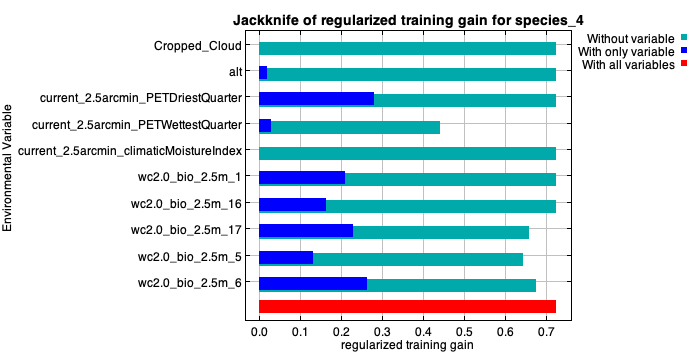 Jackknife of regularized training gain for species_4
Without variable
With only variable
With all variables
Environmental Variable
Cropped_Cloud
alt
current_2.5arcmin_PETDriestQuarter
current_2.5arcmin_PETWettestQuarter
current_2.5arcmin_climaticMoistureIndex
wc2.0_bio_2.5m_1
wc2.0_bio_2.5m_16
wc2.0_bio_2.5m_17
wc2.0_bio_2.5m_5
wc2.0_bio_2.5m_6
0.0 0.1 0.2 0.3 0.4 0.5 0.6 0.7
regularized training gain